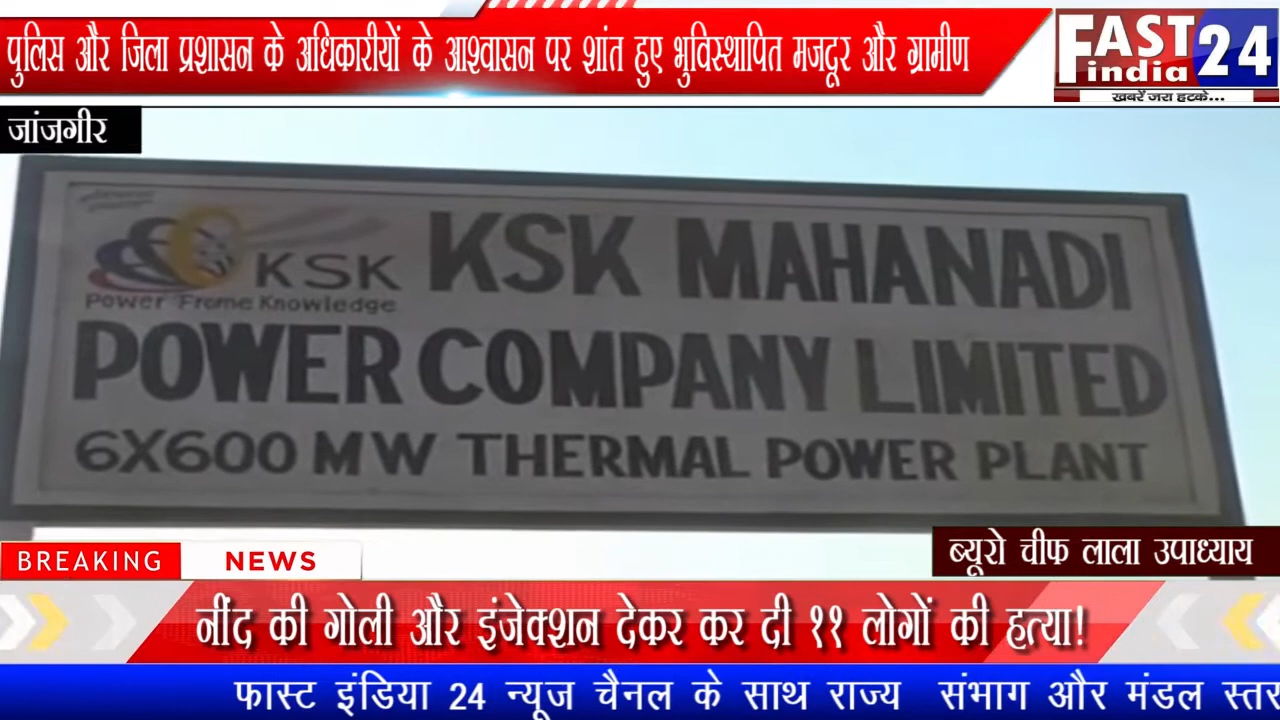 पुलिस और जिला प्रशासन के अधिकारीयों के आश्वासन पर शांत हुए भुविस्थापित मजदूर और ग्रामीण
FAST india 24
खबरें जरा हटके...
जांजगीर
KSK
Power Frome Knowledge
KSK MAHANADI
POWER COMPANY LIMITED
6X600 MW THERMAL POWER PLANT
ब्यूरो चीफ लाला उपाध्याय
BREAKING NEWS
नींद की गोली और इंजेक्शन देकर कर दी ११ लोगों की हत्या!
फास्ट इंडिया 24 न्यूज चैनल के साथ राज्य संभाग और मंडल स्तर